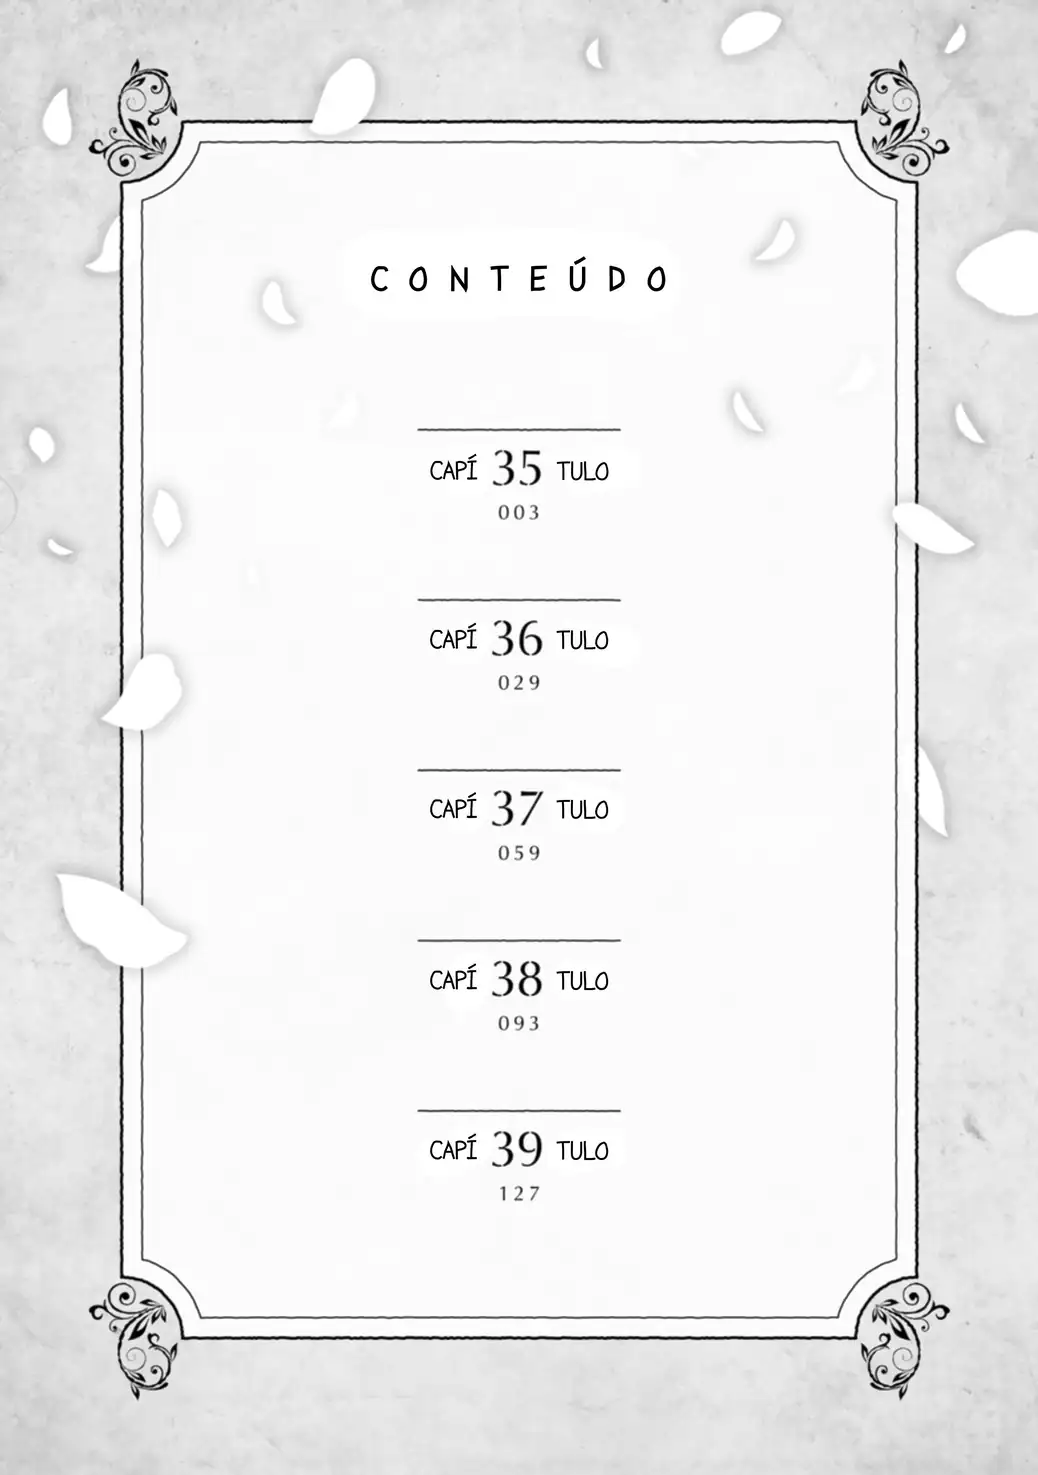 CONTEÚDO
CAPÍ 35 TULO
003
CAPÍ 36 TULO
029
CAPÍ 37 TULO
059
CAPÍ 38 TULO
093
CAPÍ 39 TULO
127